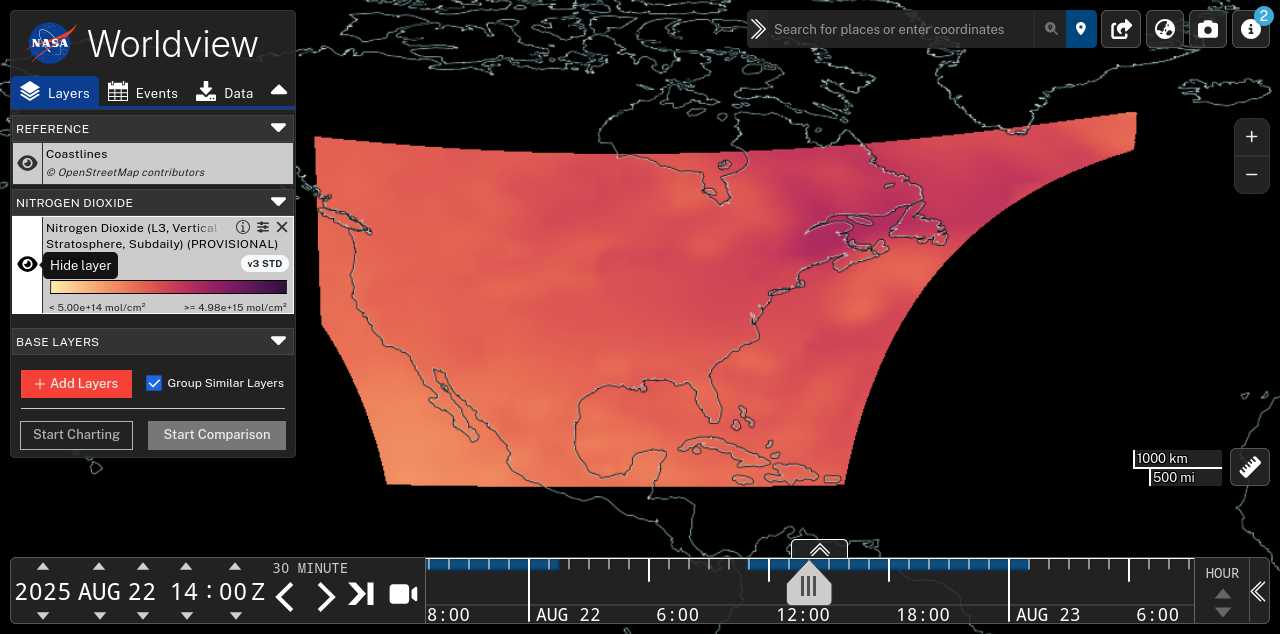 NASA Worldview
Search for places or enter coordinates
2
Layers Events Data
REFERENCE
Coastlines
© OpenStreetMap contributors
NITROGEN DIOXIDE
Nitrogen Dioxide (L3, Vertical
Stratosphere, Subdaily) (PROVISIONAL)
Hide layer
v3 STD
< 5.00e+14 mol/cm² >= 4.98e+15 mol/cm²
BASE LAYERS
+ Add Layers Group Similar Layers
Start Charting Start Comparison
+
−
1000 km
500 mi
2025 AUG 22 14 : 00 Z
30 MINUTE
8:00 AUG 22 6:00 12:00 18:00 AUG 23 6:00
HOUR